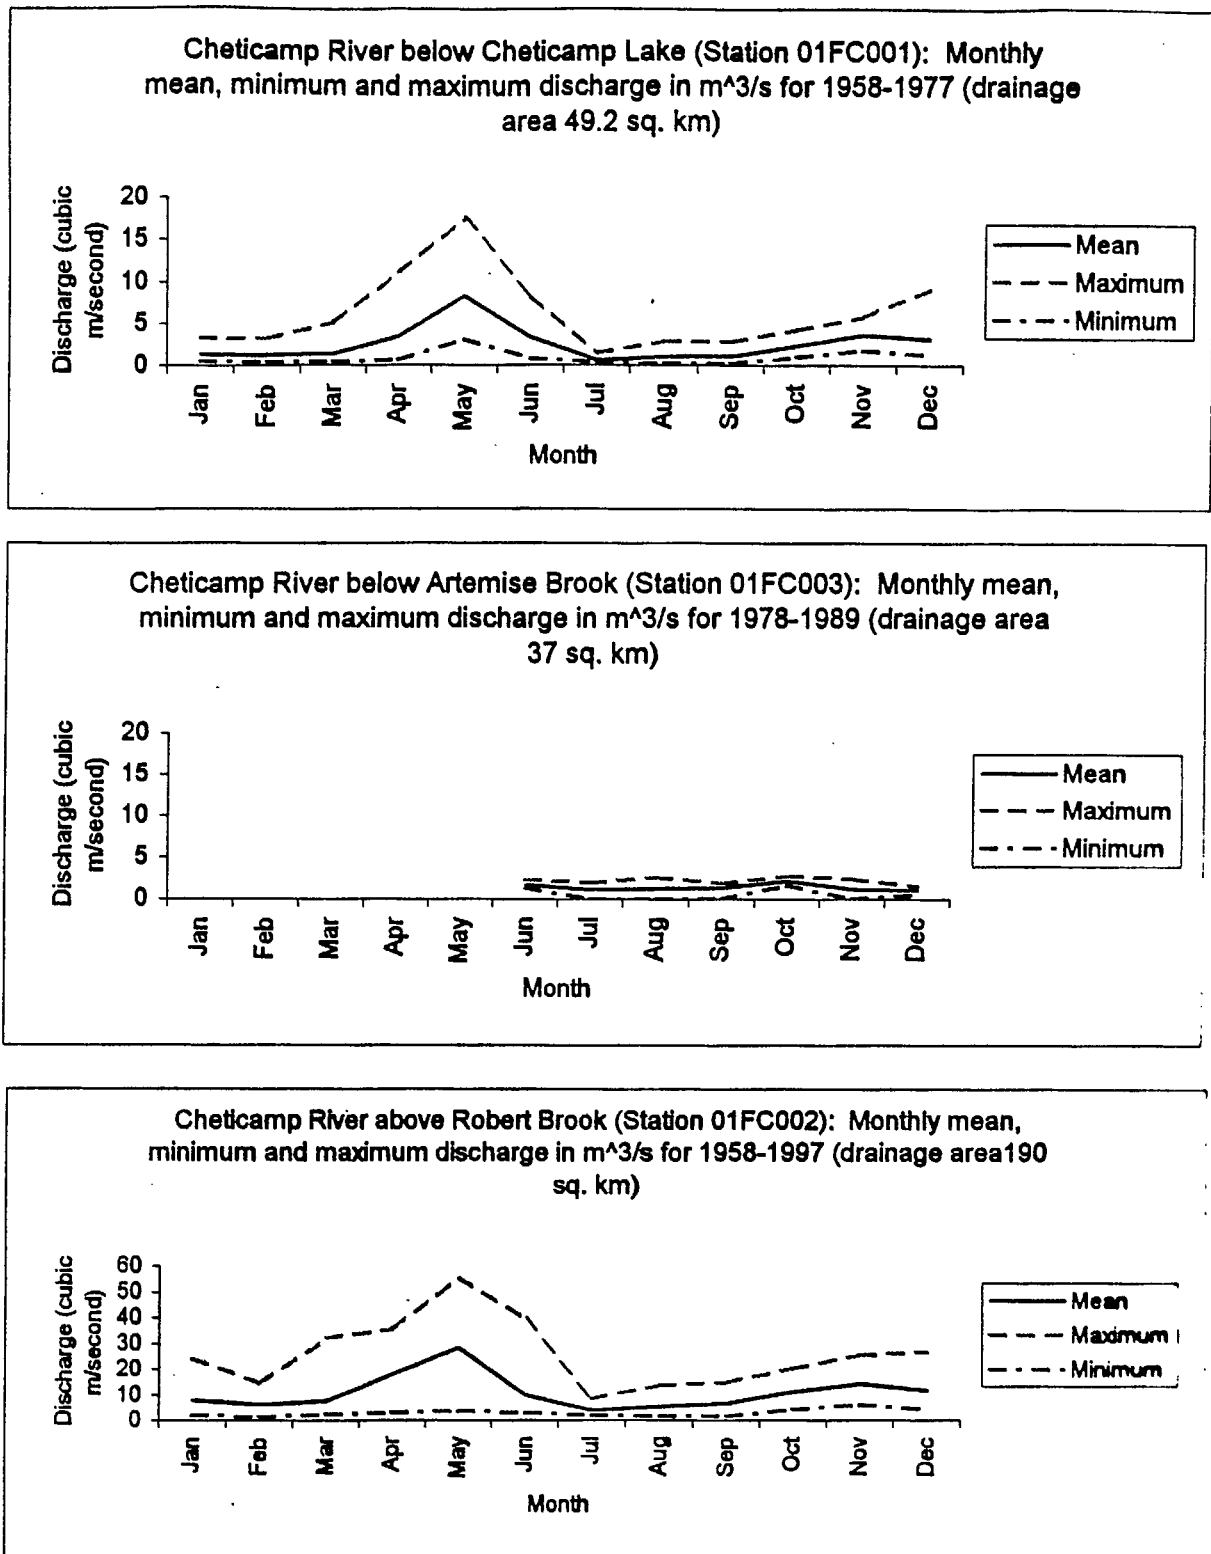 Cheticamp River below Cheticamp Lake (Station 01FC001): Monthly
mean, minimum and maximum discharge in m^3/s for 1958-1977 (drainage
area 49.2 sq. km)
Discharge (cubic
m/second)
20
15
10
5
0
Jan
Feb
Mar
Apr
May
Jun
Jul
Aug
Sep
Oct
Nov
Dec
Month
Mean
Maximum
Minimum
Cheticamp River below Artemise Brook (Station 01FC003): Monthly mean,
minimum and maximum discharge in m^3/s for 1978-1989 (drainage area
37 sq. km)
Discharge (cubic
m/second)
20
15
10
5
0
Jan
Feb
Mar
Apr
May
Jun
Jul
Aug
Sep
Oct
Nov
Dec
Month
Mean
Maximum
Minimum
Cheticamp River above Robert Brook (Station 01FC002): Monthly mean,
minimum and maximum discharge in m^3/s for 1958-1997 (drainage area190
sq. km)
Discharge (cubic
m/second)
60
50
40
30
20
10
0
Jan
Feb
Mar
Apr
May
Jun
Jul
Aug
Sep
Oct
Nov
Dec
Month
Mean
Maximum
Minimum